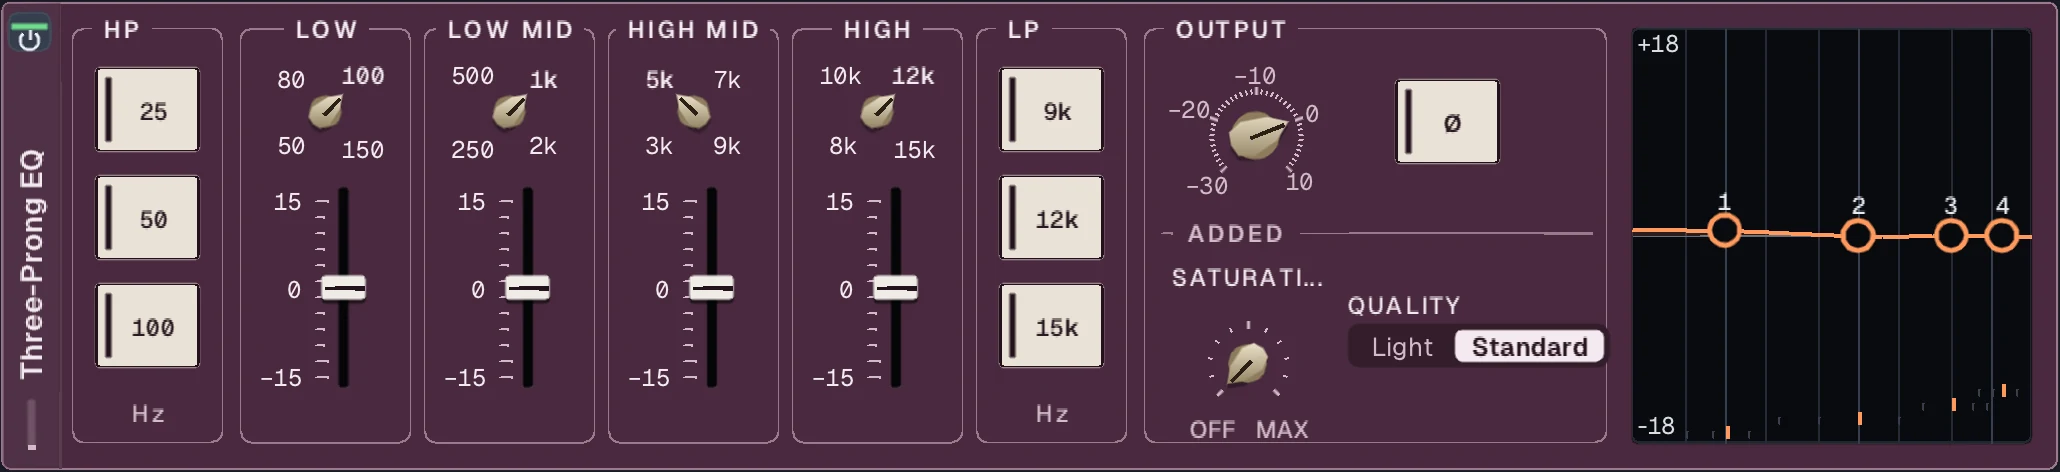 Three-Prong EQ
HP
25
50
100
Hz
LOW
80 100
50 150
15
0
-15
LOW MID
500 1k
250 2k
15
0
-15
HIGH MID
5k 7k
3k 9k
15
0
-15
HIGH
10k 12k
8k 15k
15
0
-15
LP
9k
12k
15k
Hz
OUTPUT
-10
-20 0
-30 10
Ø
ADDED
SATURATI...
OFF MAX
QUALITY
Light Standard
+18
1 2 3 4
-18